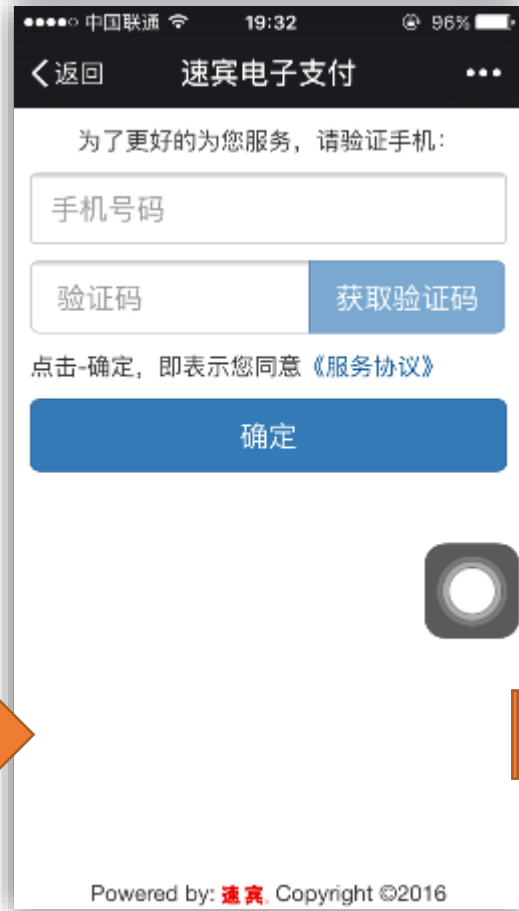 中国联通 19:32 96%
返回 速宾电子支付
为了更好的为您服务，请验证手机：
手机号码
验证码 获取验证码
点击-确定，即表示您同意《服务协议》
确定
Powered by: 速宾. Copyright ©2016